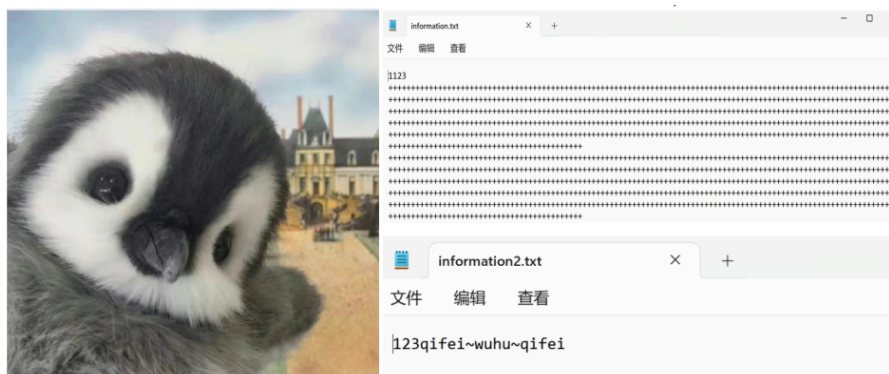 information.txt
文件 编辑 查看
1123
information2.txt
文件 编辑 查看
123qifei~wuhu~qifei